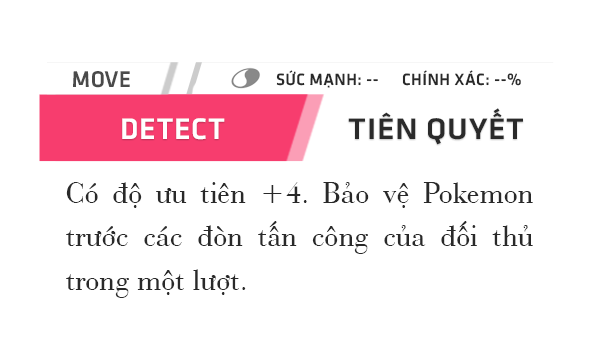 MOVE SỨC MẠNH: -- CHÍNH XÁC: --%
DETECT TIÊN QUYẾT
Có độ ưu tiên +4. Bảo vệ Pokemon
trước các đòn tấn công của đối thủ
trong một lượt.